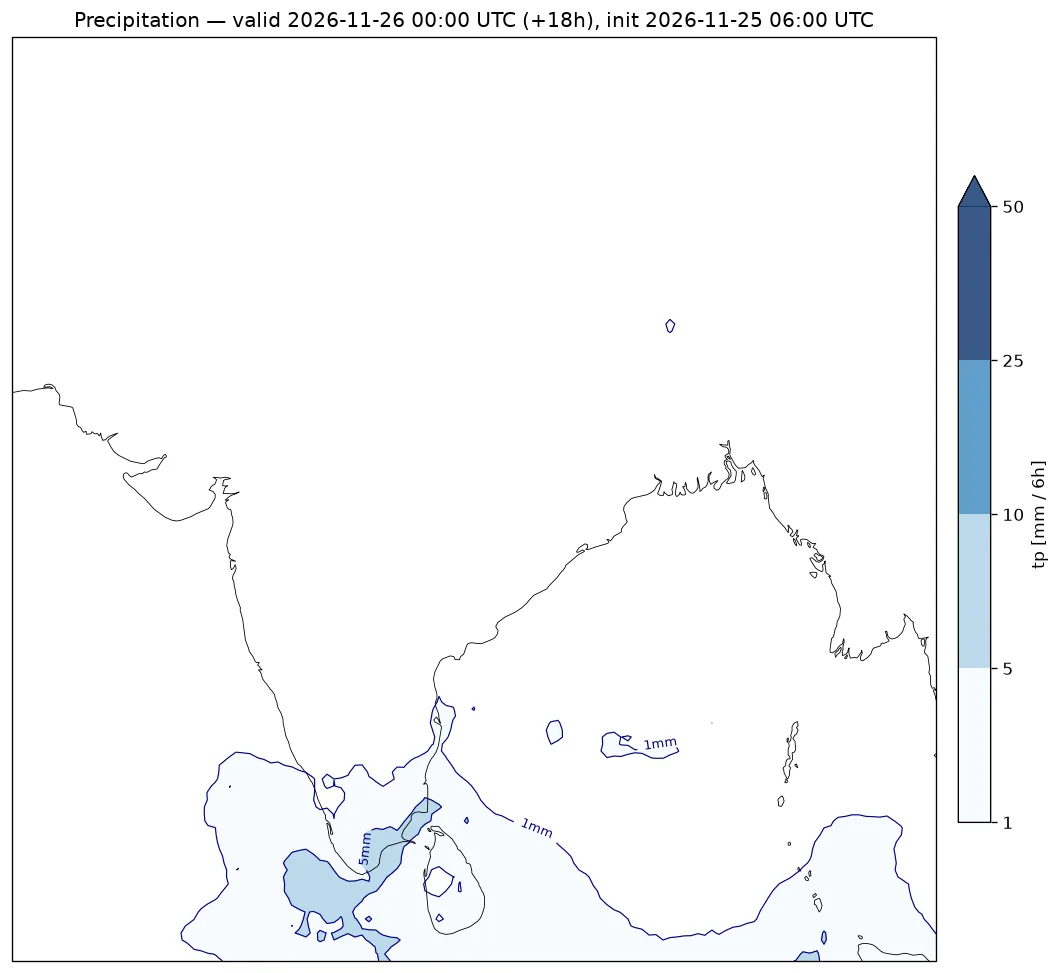 Precipitation — valid 2026-11-26 00:00 UTC (+18h), init 2026-11-25 06:00 UTC
50
25
10
5
1
tp [mm / 6h]
1mm
1mm
5mm